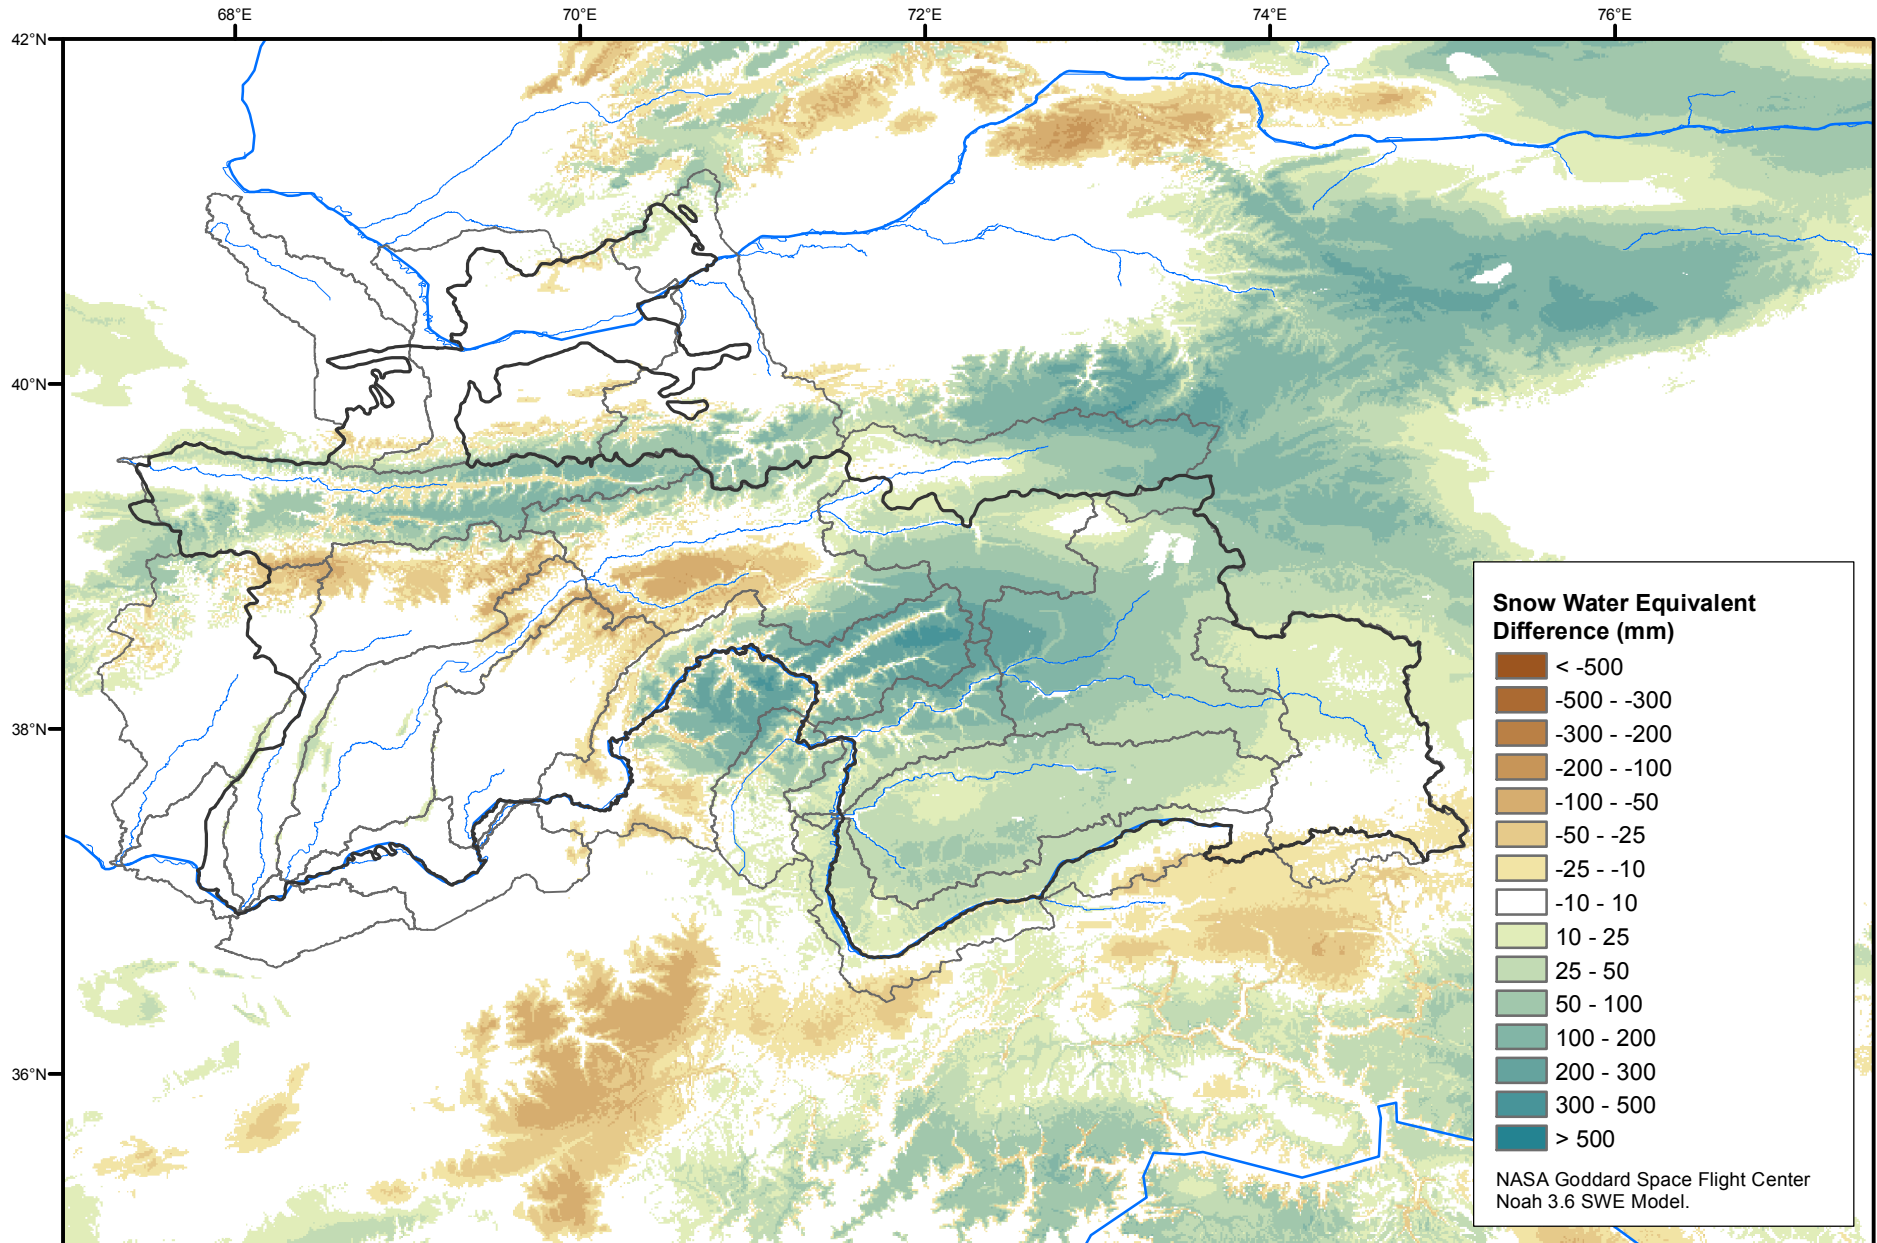 68°E 70°E 72°E 74°E 76°E
42°N
40°N
38°N
36°N
Snow Water Equivalent
Difference (mm)
< -500
-500 - -300
-300 - -200
-200 - -100
-100 - -50
-50 - -25
-25 - -10
-10 - 10
10 - 25
25 - 50
50 - 100
100 - 200
200 - 300
300 - 500
> 500
NASA Goddard Space Flight Center
Noah 3.6 SWE Model.